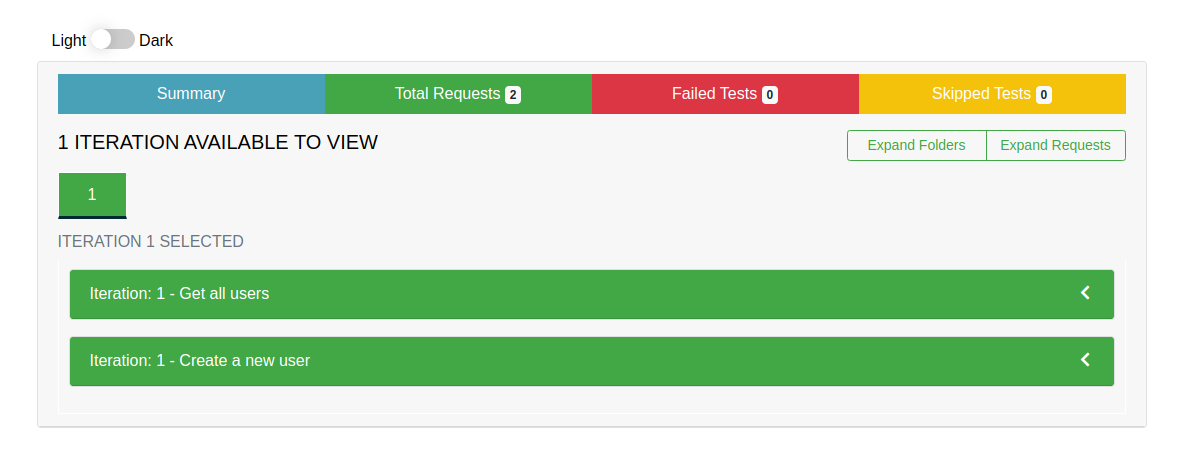 Light Dark
Summary Total Requests 2 Failed Tests 0 Skipped Tests 0
1 ITERATION AVAILABLE TO VIEW Expand Folders Expand Requests
1
ITERATION 1 SELECTED
Iteration: 1 - Get all users
Iteration: 1 - Create a new user